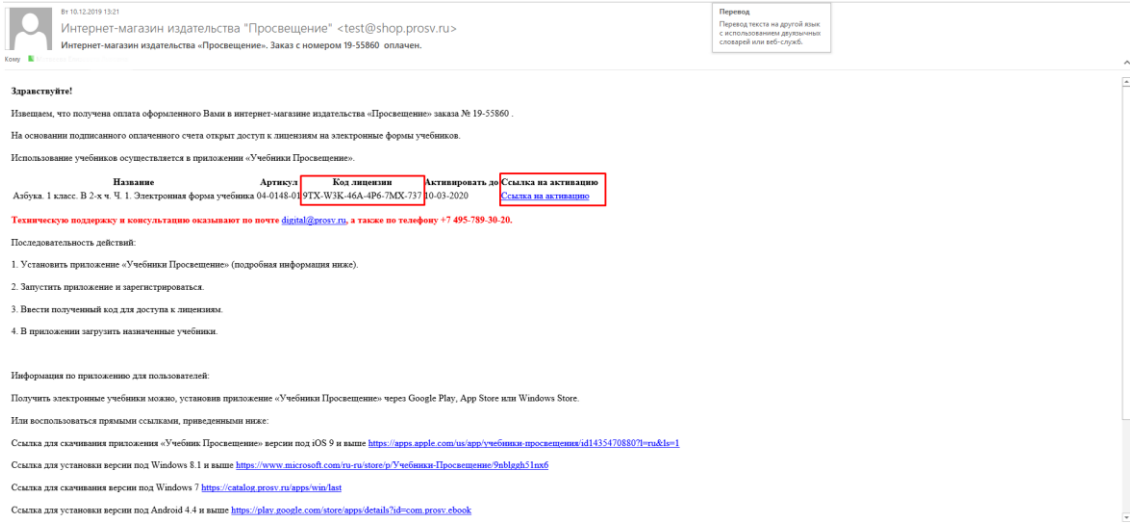 Вт 10.12.2019 13:21
Интернет-магазин издательства "Просвещение" <test@shop.prosv.ru>
Интернет-магазин издательства «Просвещение». Заказ с номером 19-55860 оплачен.
Кому
Перевод
Перевод текста на другой язык
с использованием двуязычных
словарей или веб-служб.
Здравствуйте!
Извещаем, что получена оплата оформленного Вами в интернет-магазине издательства «Просвещение» заказа № 19-55860 .
На основании подписанного оплаченного счета открыт доступ к лицензиям на электронные формы учебников.
Использование учебников осуществляется в приложении «Учебники Просвещение».
Название Артикул Код лицензии Активировать до Ссылка на активацию
Азбука. 1 класс. В 2-х ч. Ч. 1. Электронная форма учебника 04-0148-01 9TX-W3K-46A-4P6-7MX-737 10-03-2020 Ссылка на активацию
Техническую поддержку и консультацию оказывают по почте digital@prosv.ru, а также по телефону +7 495-789-30-20.
Последовательность действий:
1. Установить приложение «Учебники Просвещение» (подробная информация ниже).
2. Запустить приложение и зарегистрироваться.
3. Ввести полученный код для доступа к лицензиям.
4. В приложении загрузить назначенные учебники.
Информация по приложению для пользователей:
Получить электронные учебники можно, установив приложение «Учебники Просвещение» через Google Play, App Store или Windows Store.
Или воспользоваться прямыми ссылками, приведенными ниже:
Ссылка для скачивания приложения «Учебник Просвещение» версии под iOS 9 и выше https://apps.apple.com/us/app/учебники-просвещения/id1435470880?l=ru&ls=1
Ссылка для установки версии под Windows 8.1 и выше https://www.microsoft.com/ru-ru/store/p/Учебники-Просвещение/9nblggh51nx6
Ссылка для скачивания версии под Windows 7 https://catalog.prosv.ru/apps/win/last
Ссылка для установки версии под Android 4.4 и выше https://play.google.com/store/apps/details?id=com.prosv.ebook